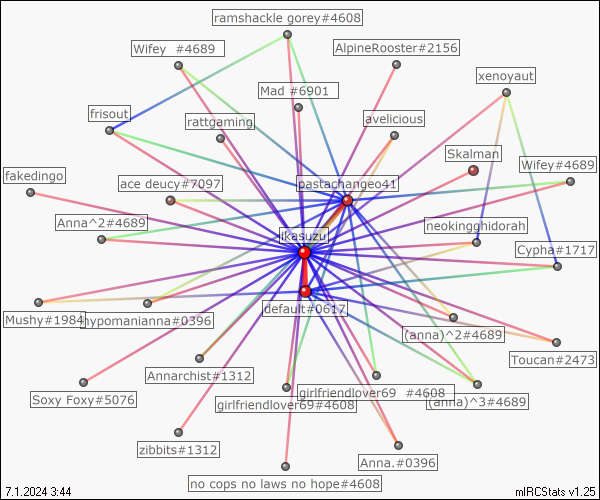 ramshackle gorey#4608
Wifey  #4689
AlpineRooster#2156
xenoyaut
Mad #6901
frisout
rattgaming
avelicious
Skalman
Wifey#4689
fakedingo
ace deucy#7097
pastachangeo41
Anna^2#4689
ikasuzu
neokingghidorah
Cypha#1717
Mushy#1984
hypomanianna#0396
default#0617
(anna)^2#4689
Toucan#2473
Annarchist#1312
Soxy Foxy#5076
girlfriendlover69#4608
girlfriendlover69  #4608
(anna)^3#4689
zibbits#1312
Anna.#0396
no cops no laws no hope#4608
7.1.2024 3:44
mIRCStats v1.25